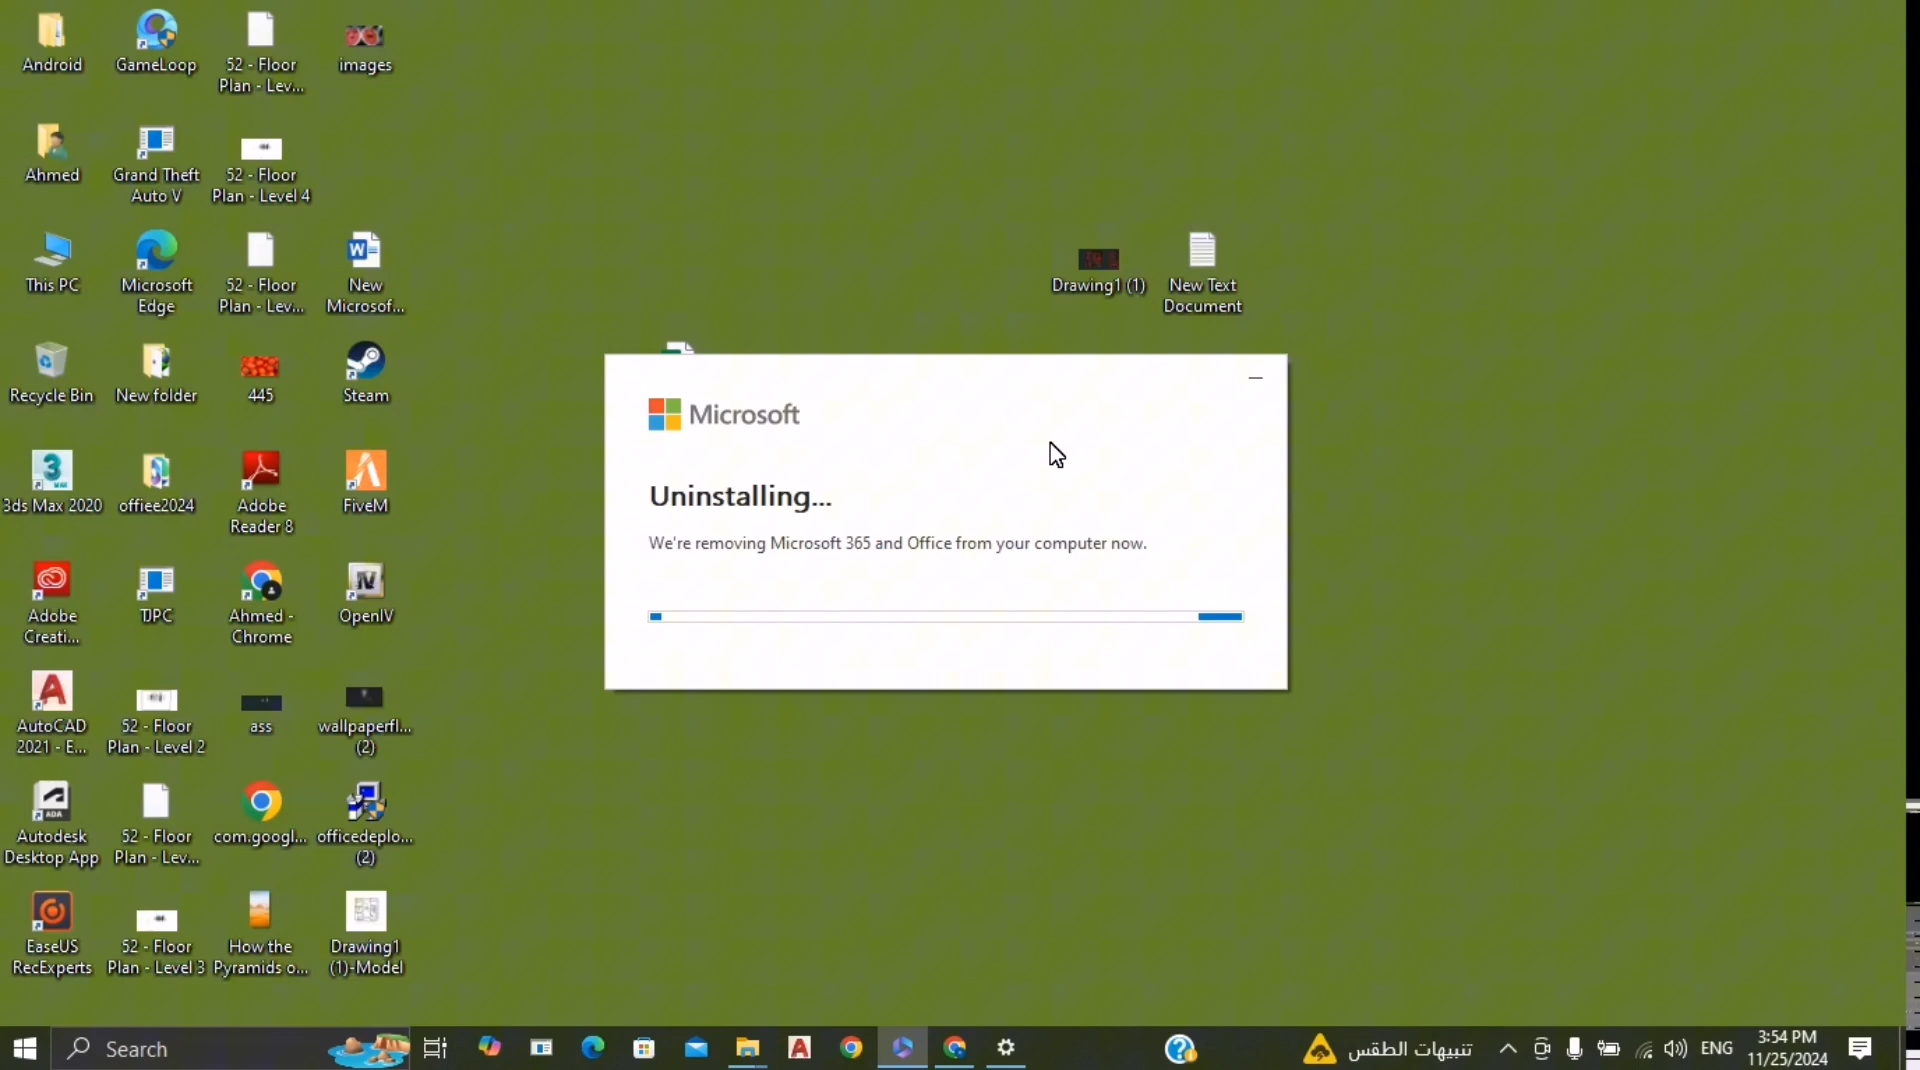 Android
GameLoop
52 - Floor
Plan - Lev...
images
Ahmed
Grand Theft
Auto V
52 - Floor
Plan - Level 4
This PC
Microsoft
Edge
52 - Floor
Plan - Lev...
New
Microsof...
Drawing1 (1)
New Text
Document
Recycle Bin
New folder
445
Steam
3ds Max 2020
offiee2024
Adobe
Reader 8
FiveM
Adobe
Creati...
TJPC
Ahmed -
Chrome
OpenIV
AutoCAD
2021 - E...
52 - Floor
Plan - Level 2
ass
wallpaperfl...
(2)
Autodesk
Desktop App
52 - Floor
Plan - Lev...
com.googl...
officedeplo...
(2)
EaseUS
RecExperts
52 - Floor
Plan - Level 3
How the
Pyramids o...
Drawing1
(1)-Model
Microsoft
Uninstalling...
We're removing Microsoft 365 and Office from your computer now.
Search
تنبيهات الطقس
ENG
3:54 PM
11/25/2024